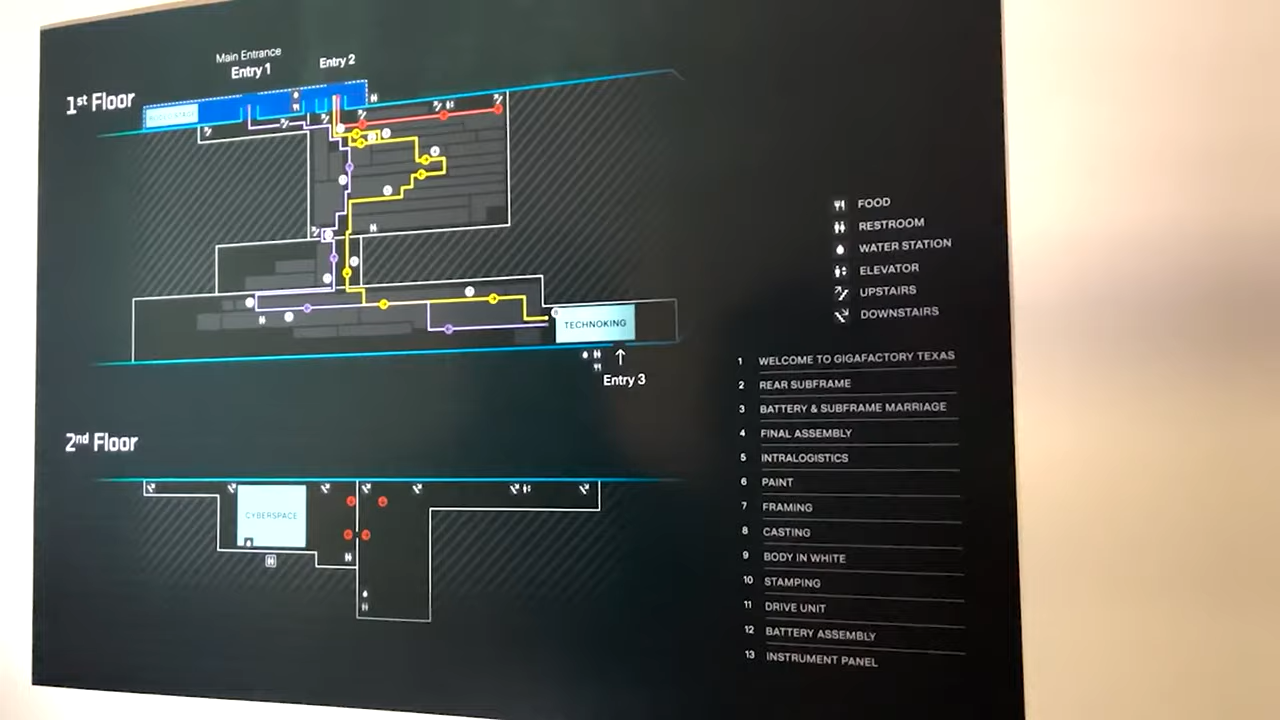 Main Entrance
Entry 1
Entry 2
1st Floor
TECHNOKING
Entry 3
2nd Floor
CYBERSPACE
FOOD
RESTROOM
WATER STATION
ELEVATOR
UPSTAIRS
DOWNSTAIRS
1 WELCOME TO GIGAFACTORY TEXAS
2 REAR SUBFRAME
3 BATTERY & SUBFRAME MARRIAGE
4 FINAL ASSEMBLY
5 INTRALOGISTICS
6 PAINT
7 FRAMING
8 CASTING
9 BODY IN WHITE
10 STAMPING
11 DRIVE UNIT
12 BATTERY ASSEMBLY
13 INSTRUMENT PANEL